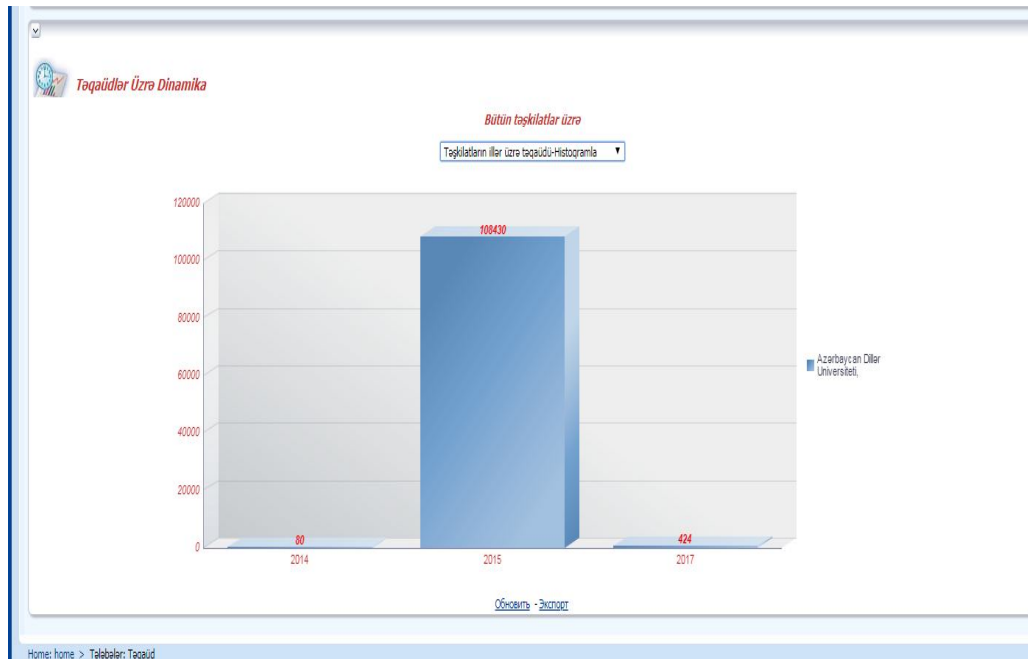 Təqaüdlər Üzrə Dinamika
Bütün təşkilatlar üzrə
Təşkilatların illər üzrə təqaüdü-Histoqramla
120000
100000
80000
60000
40000
20000
0
108430
80
424
2014
2015
2017
Azərbaycan Dillər
Universiteti,
Обновить - Экспорт
Home: home > Tələbələr: Təqaüd